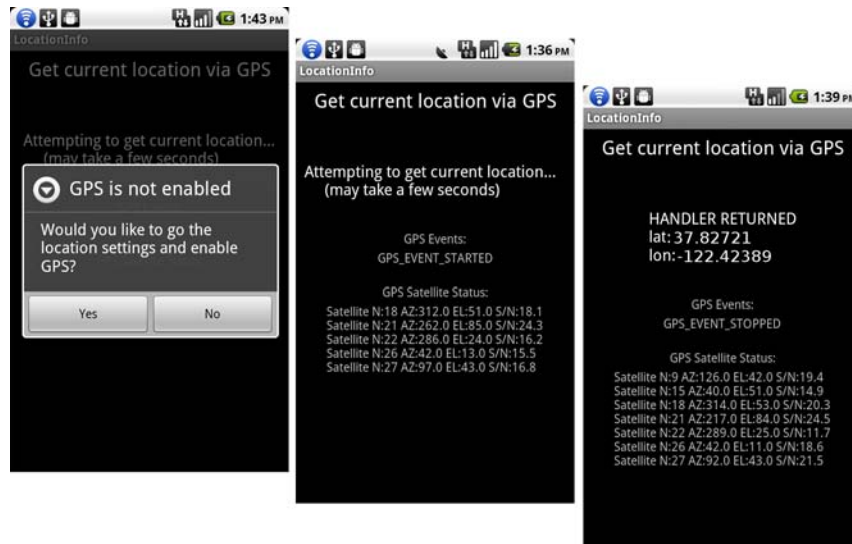 1:43 PM
LocationInfo
Get current location via GPS
Attempting to get current location...
(may take a few seconds)
GPS is not enabled
Would you like to go the
location settings and enable
GPS?
Yes
No
1:36 PM
LocationInfo
Get current location via GPS
Attempting to get current location...
(may take a few seconds)
GPS Events:
GPS_EVENT_STARTED
GPS Satellite Status:
Satellite N:18 AZ:312.0 EL:51.0 S/N:18.1
Satellite N:21 AZ:262.0 EL:85.0 S/N:24.3
Satellite N:22 AZ:286.0 EL:24.0 S/N:16.2
Satellite N:26 AZ:42.0 EL:13.0 S/N:15.5
Satellite N:27 AZ:97.0 EL:43.0 S/N:16.8
1:39 PM
LocationInfo
Get current location via GPS
HANDLER RETURNED
lat: 37.82721
lon:-122.42389
GPS Events:
GPS_EVENT_STOPPED
GPS Satellite Status:
Satellite N:9 AZ:126.0 EL:42.0 S/N:19.4
Satellite N:15 AZ:40.0 EL:51.0 S/N:14.9
Satellite N:18 AZ:314.0 EL:53.0 S/N:20.3
Satellite N:21 AZ:217.0 EL:84.0 S/N:24.5
Satellite N:22 AZ:289.0 EL:25.0 S/N:11.7
Satellite N:26 AZ:42.0 EL:11.0 S/N:18.6
Satellite N:27 AZ:92.0 EL:43.0 S/N:21.5